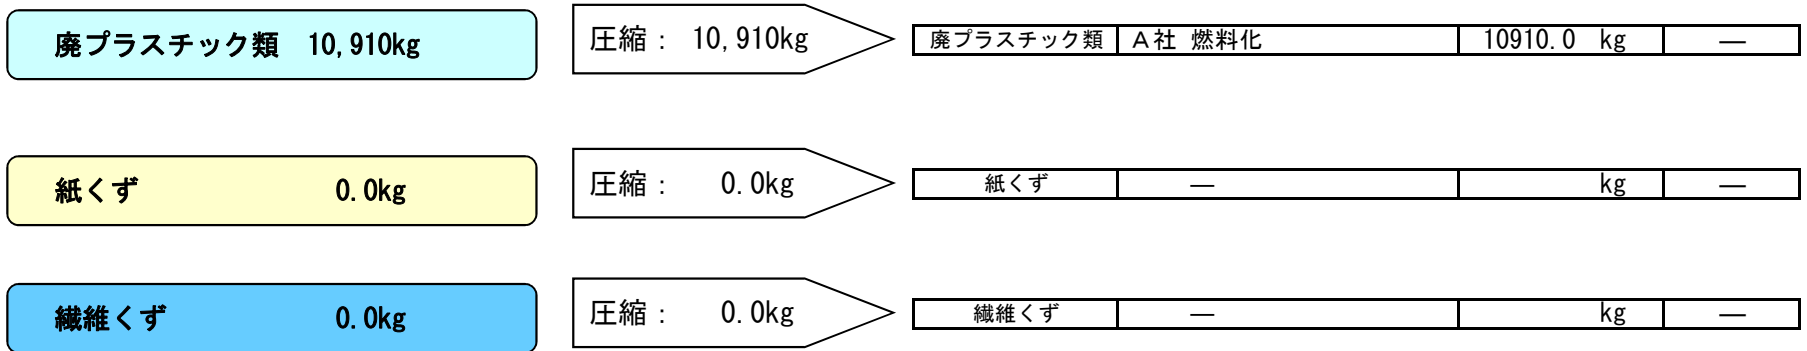 廃プラスチック類 10,910kg 圧縮： 10,910kg 廃プラスチック類 Ａ社 燃料化 10910.0 kg ―
紙くず 0.0kg 圧縮： 0.0kg 紙くず ― kg ―
繊維くず 0.0kg 圧縮： 0.0kg 繊維くず ― kg ―